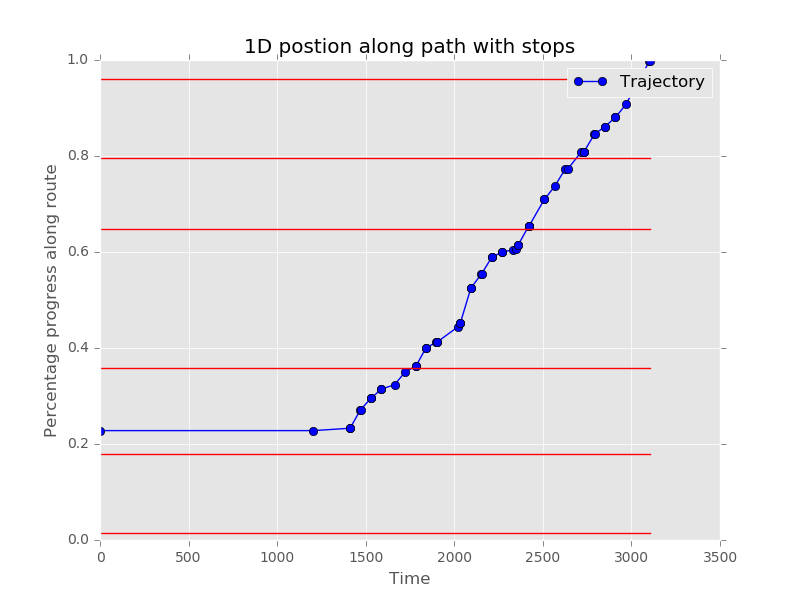 1D postion along path with stops
Trajectory
Percentage progress along route
1.0
0.8
0.6
0.4
0.2
0.0
0 500 1000 1500 2000 2500 3000 3500
Time